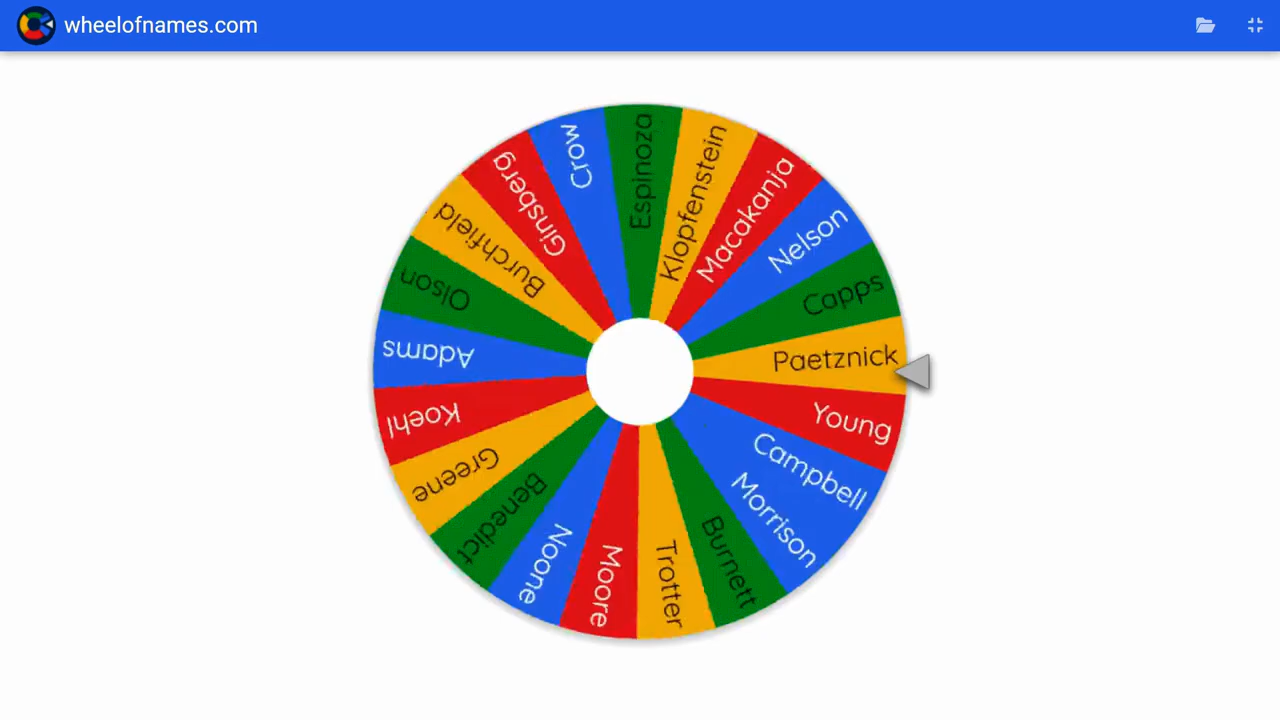 wheelofnames.com
Espinoza
Klopfenstein
Macakanja
Nelson
Capps
Paetznick
Young
Campbell
Morrison
Burnett
Trotter
Moore
Noone
Benedict
Greene
Koehl
Adams
Olson
Burchfield
Ginsberg
Crow